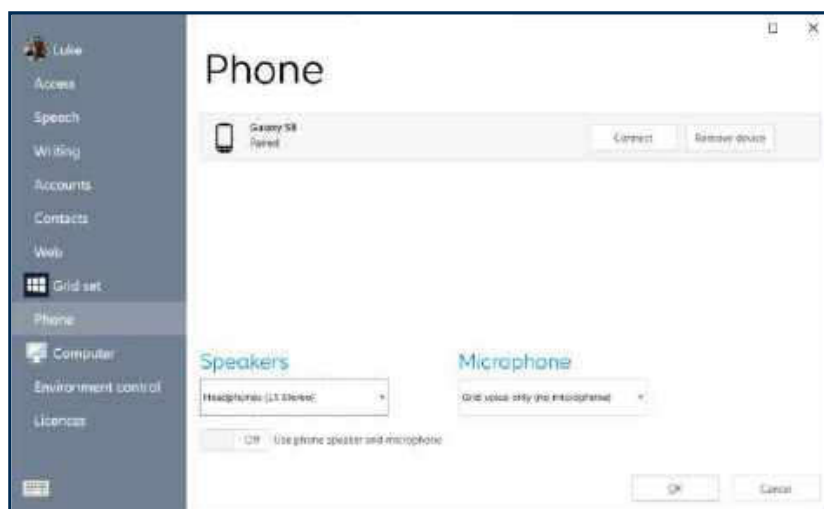 Luke
Access
Speech
Writing
Accounts
Contacts
Web
Grid set
Phone
Computer
Environment control
Licences
Phone
Galaxy S8
Paired
Connect
Remove device
Speakers
Microphone
Headphones (LX Stereo)
Grid voice only (no microphone)
Off Use phone speaker and microphone
OK
Cancel